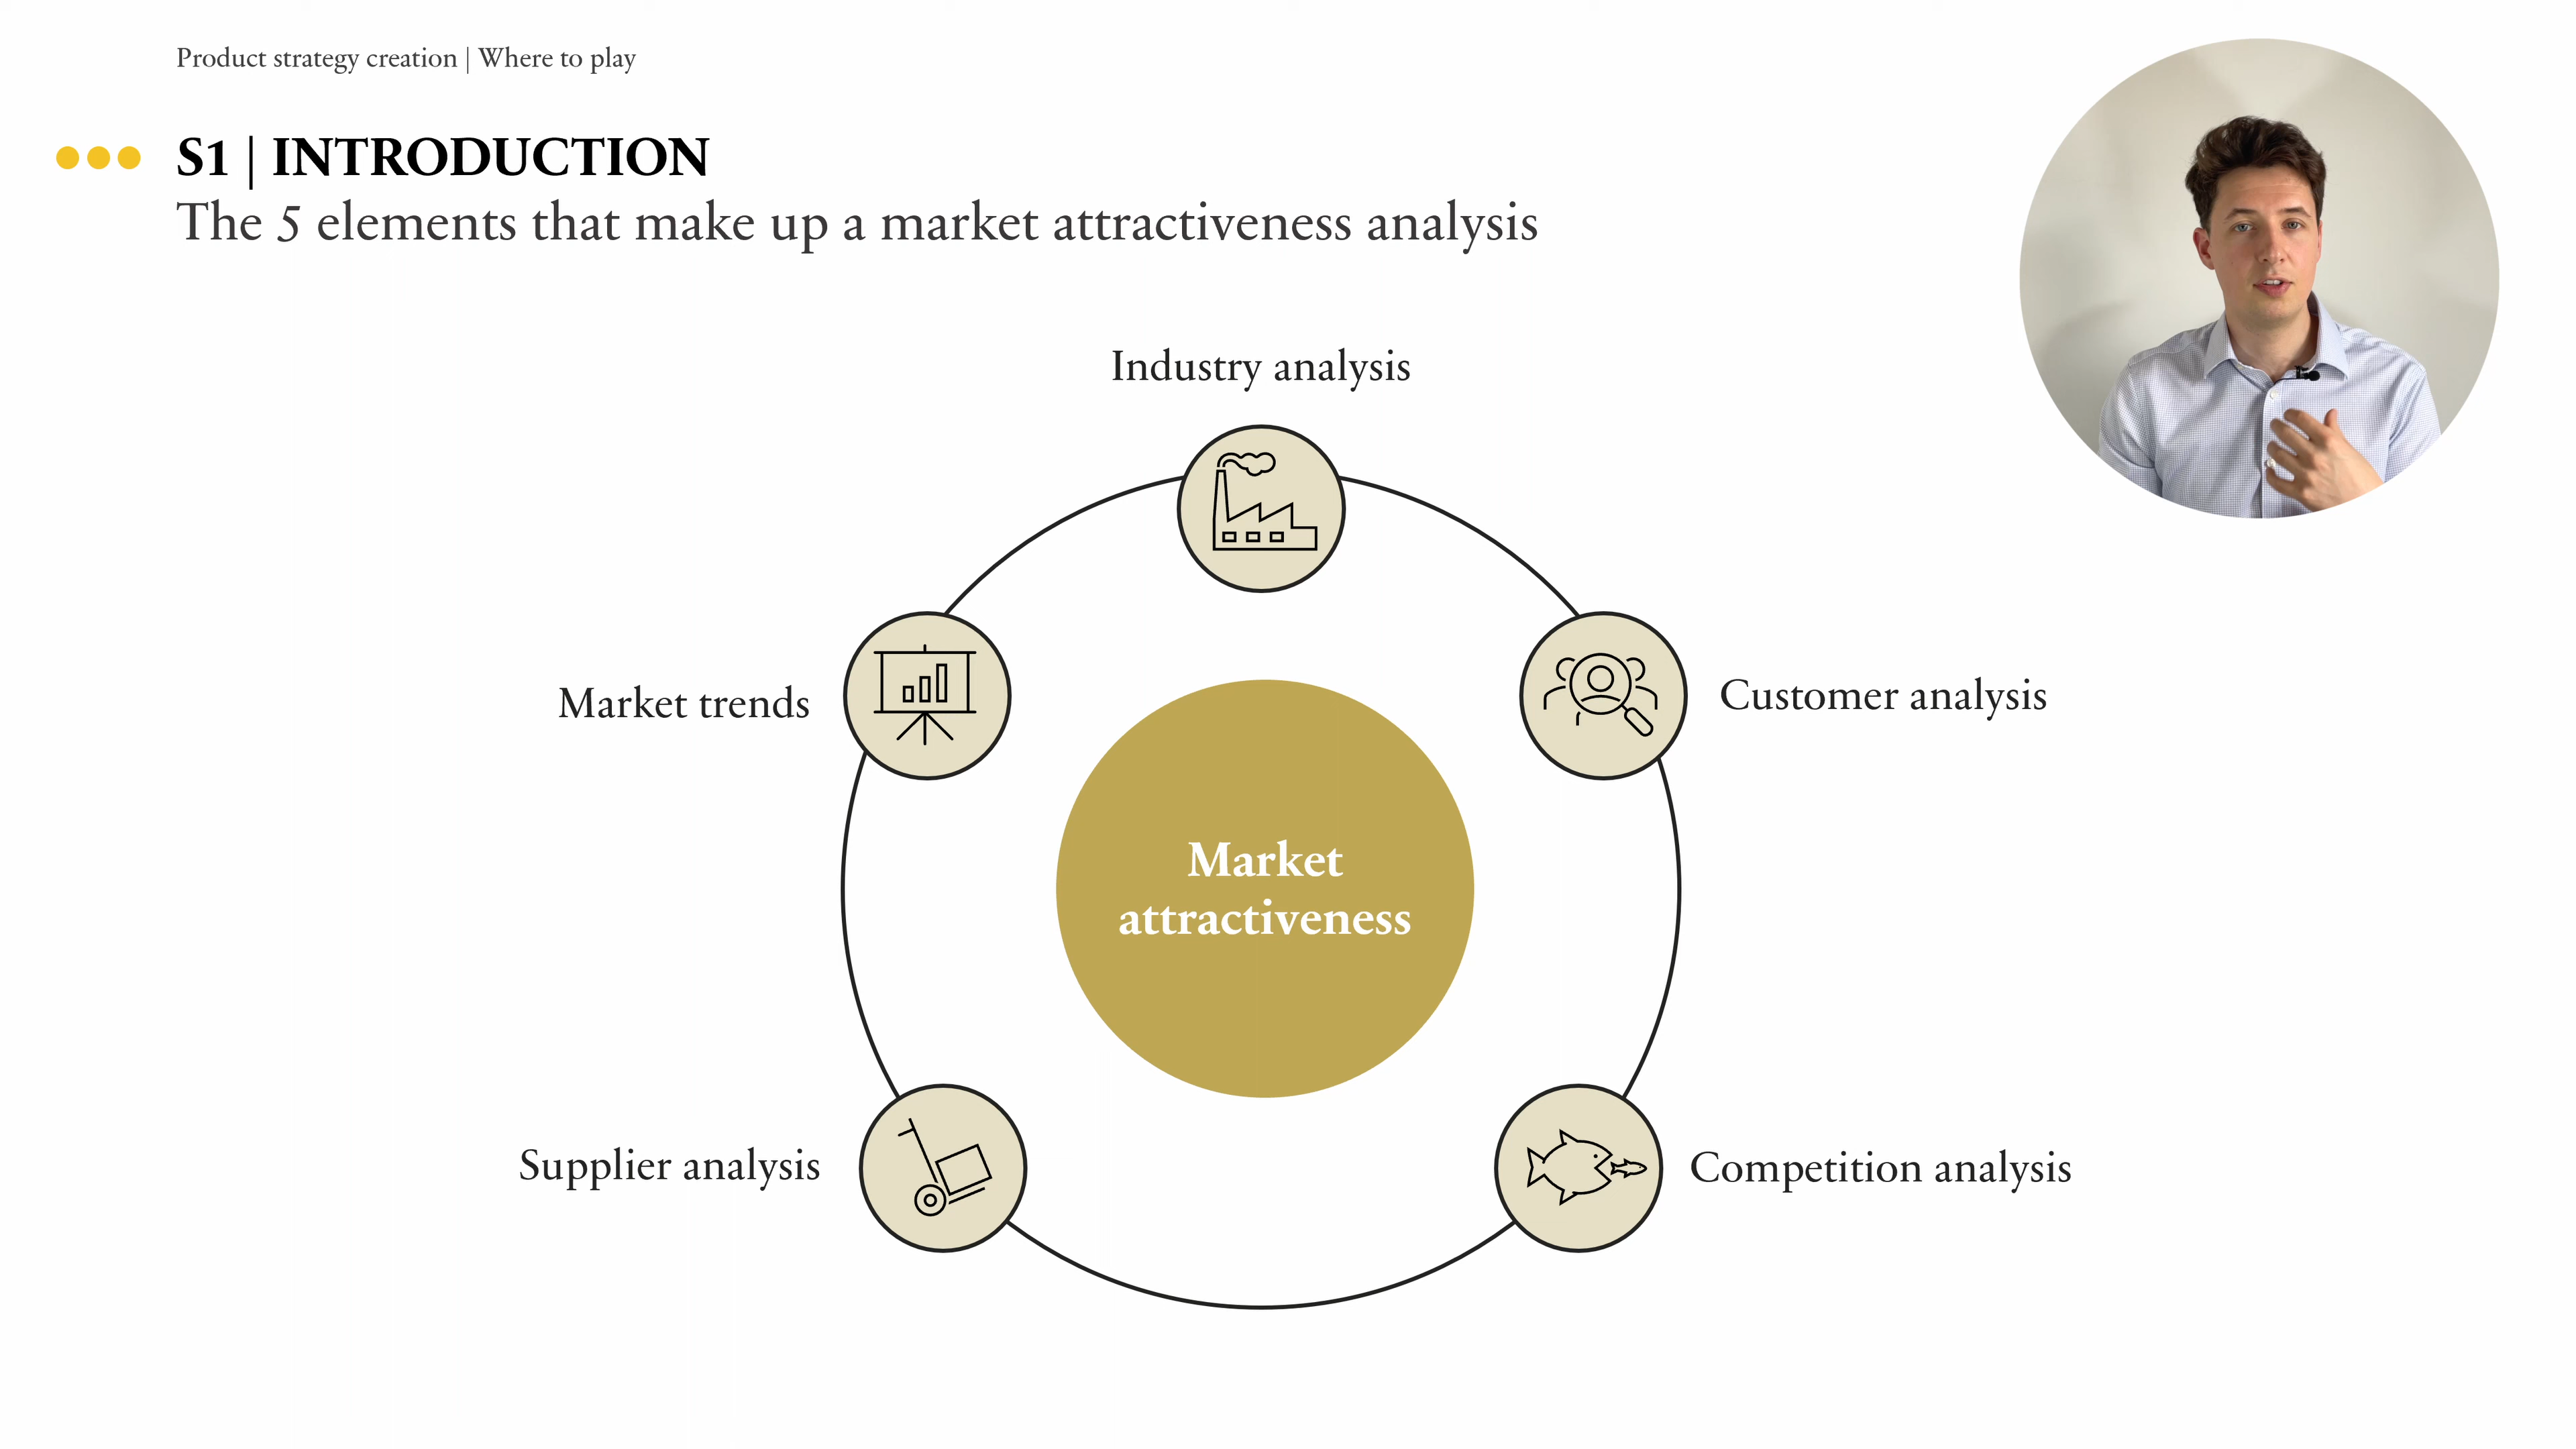 Product strategy creation | Where to play
S1 | INTRODUCTION
The 5 elements that make up a market attractiveness analysis
Industry analysis
Market trends
Customer analysis
Market
attractiveness
Supplier analysis
Competition analysis